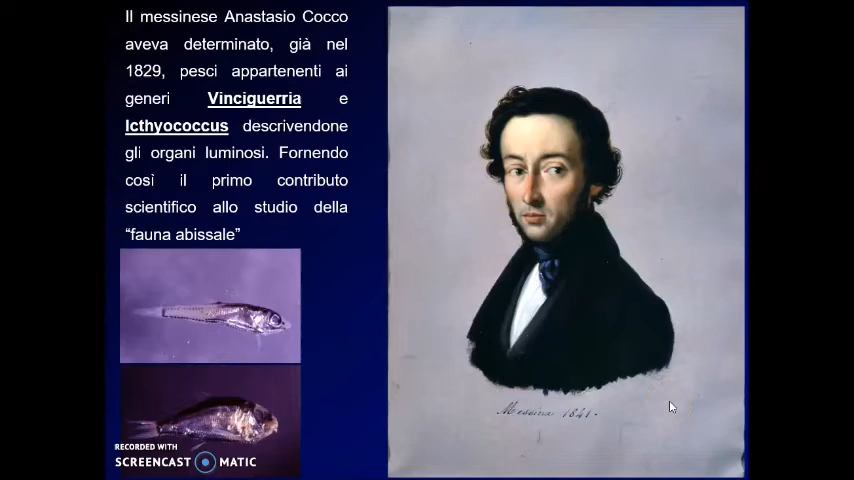 Il messinese Anastasio Cocco
aveva determinato, già nel
1829, pesci appartenenti ai
generi Vinciguerria e
Icthyococcus descrivendone
gli organi luminosi. Fornendo
così il primo contributo
scientifico allo studio della
“fauna abissale”
Messina 1841.
RECORDED WITH
SCREENCAST MATIC